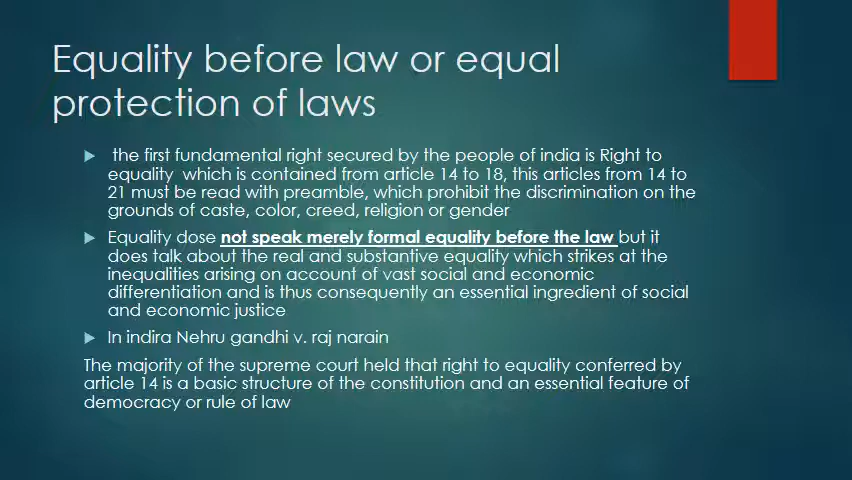 Equality before law or equal
protection of laws
the first fundamental right secured by the people of india is Right to
equality which is contained from article 14 to 18, this articles from 14 to
21 must be read with preamble, which prohibit the discrimination on the
grounds of caste, color, creed, religion or gender
Equality dose not speak merely formal equality before the law but it
does talk about the real and substantive equality which strikes at the
inequalities arising on account of vast social and economic
differentiation and is thus consequently an essential ingredient of social
and economic justice
In indira Nehru gandhi v. raj narain
The majority of the supreme court held that right to equality conferred by
article 14 is a basic structure of the constitution and an essential feature of
democracy or rule of law